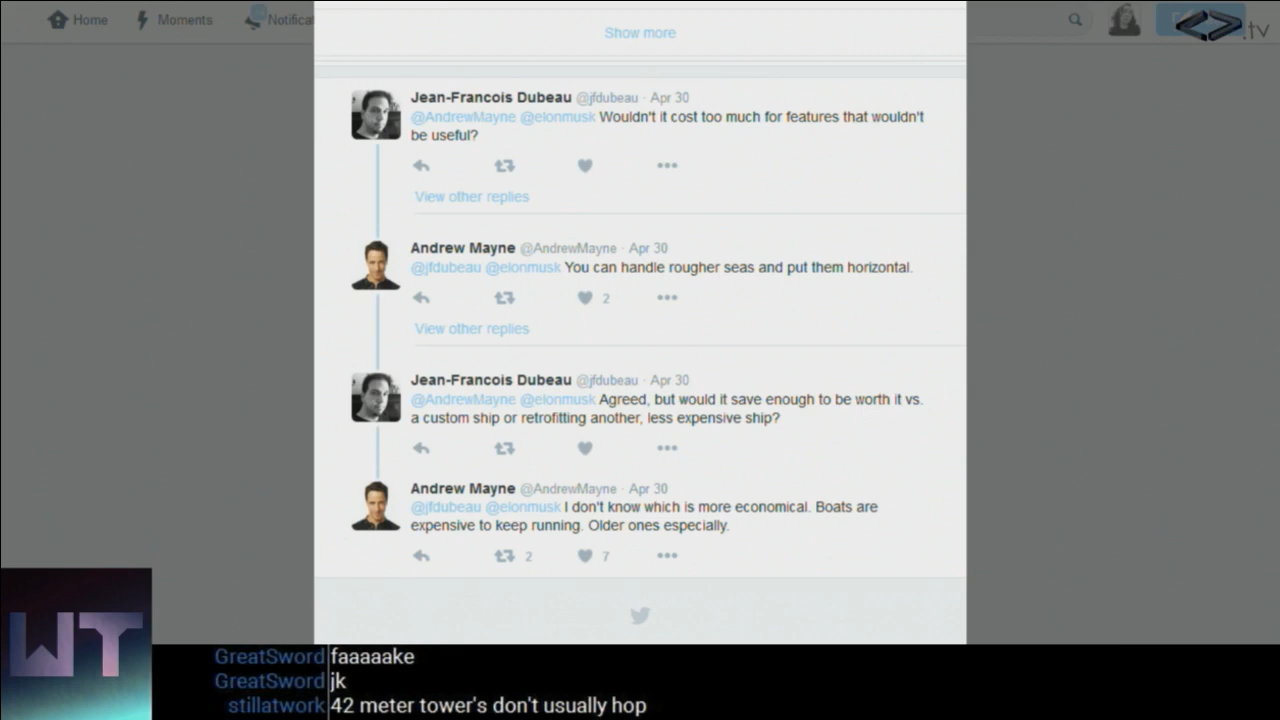 Home
Moments
Notifica
.tv
Show more
Jean-Francois Dubeau @jfdubeau · Apr 30
@AndrewMayne @elonmusk Wouldn't it cost too much for features that wouldn't
be useful?
View other replies
Andrew Mayne @AndrewMayne · Apr 30
@jfdubeau @elonmusk You can handle rougher seas and put them horizontal.
2
View other replies
Jean-Francois Dubeau @jfdubeau · Apr 30
@AndrewMayne @elonmusk Agreed, but would it save enough to be worth it vs.
a custom ship or retrofitting another, less expensive ship?
Andrew Mayne @AndrewMayne · Apr 30
@jfdubeau @elonmusk I don't know which is more economical. Boats are
expensive to keep running. Older ones especially.
2 7
WT
GreatSword faaaaake
GreatSword jk
stillatwork 42 meter tower's don't usually hop